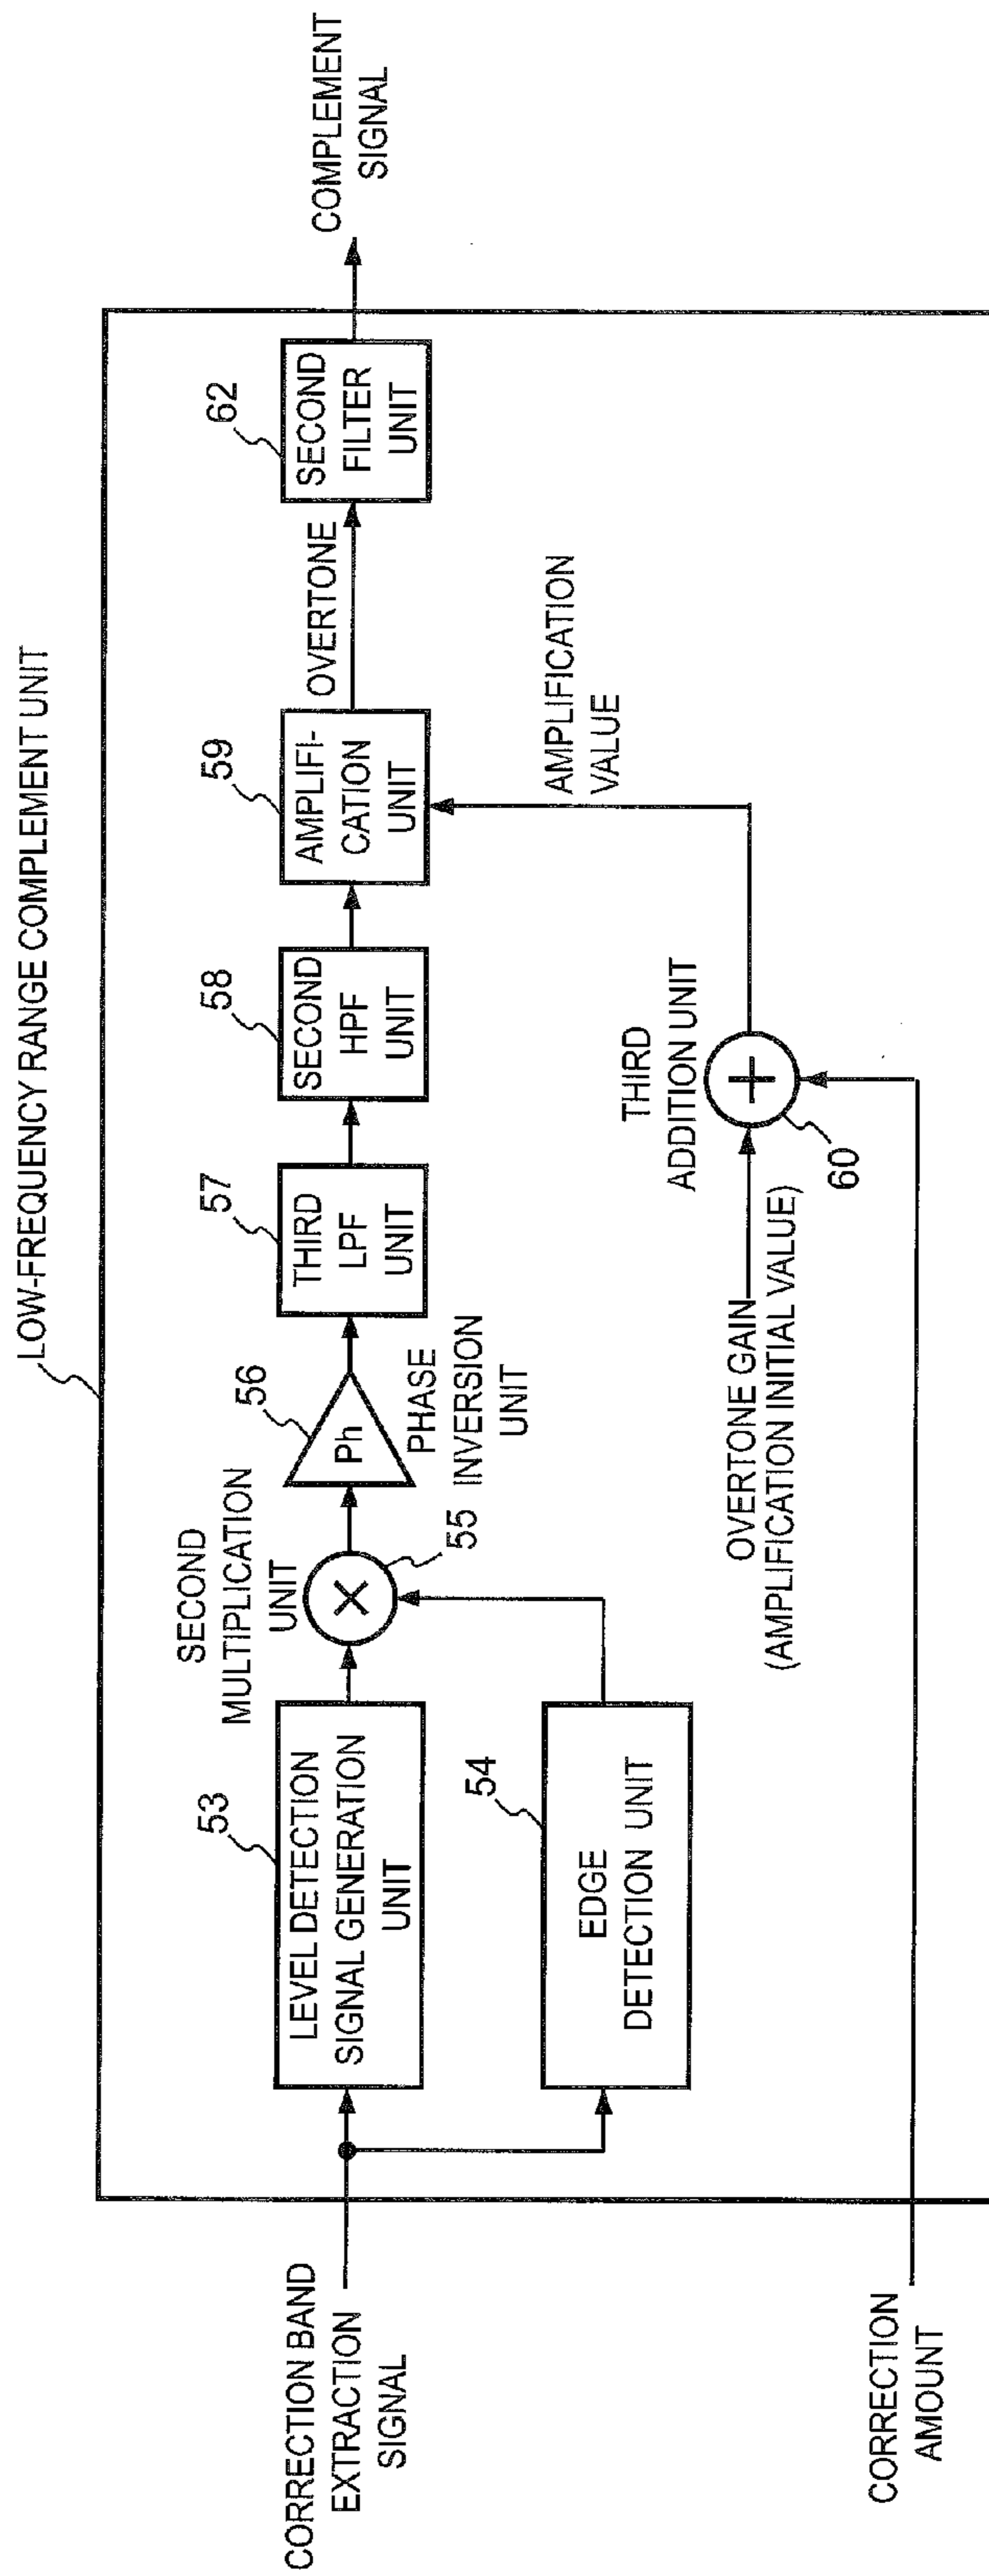 LOW-FREQUENCY RANGE COMPLEMENT UNIT
CORRECTION BAND
EXTRACTION
SIGNAL
53
LEVEL DETECTION
SIGNAL GENERATION
UNIT
54
EDGE
DETECTION UNIT
SECOND
MULTIPLICATION
UNIT
55
56
Ph
PHASE
INVERSION
UNIT
57
THIRD
LPF
UNIT
58
SECOND
HPF
UNIT
59
AMPLIFI-
CATION
UNIT
OVERTONE
62
SECOND
FILTER
UNIT
COMPLEMENT
SIGNAL
AMPLIFICATION
VALUE
THIRD
ADDITION UNIT
60
OVERTONE GAIN
(AMPLIFICATION INITIAL VALUE)
CORRECTION
AMOUNT